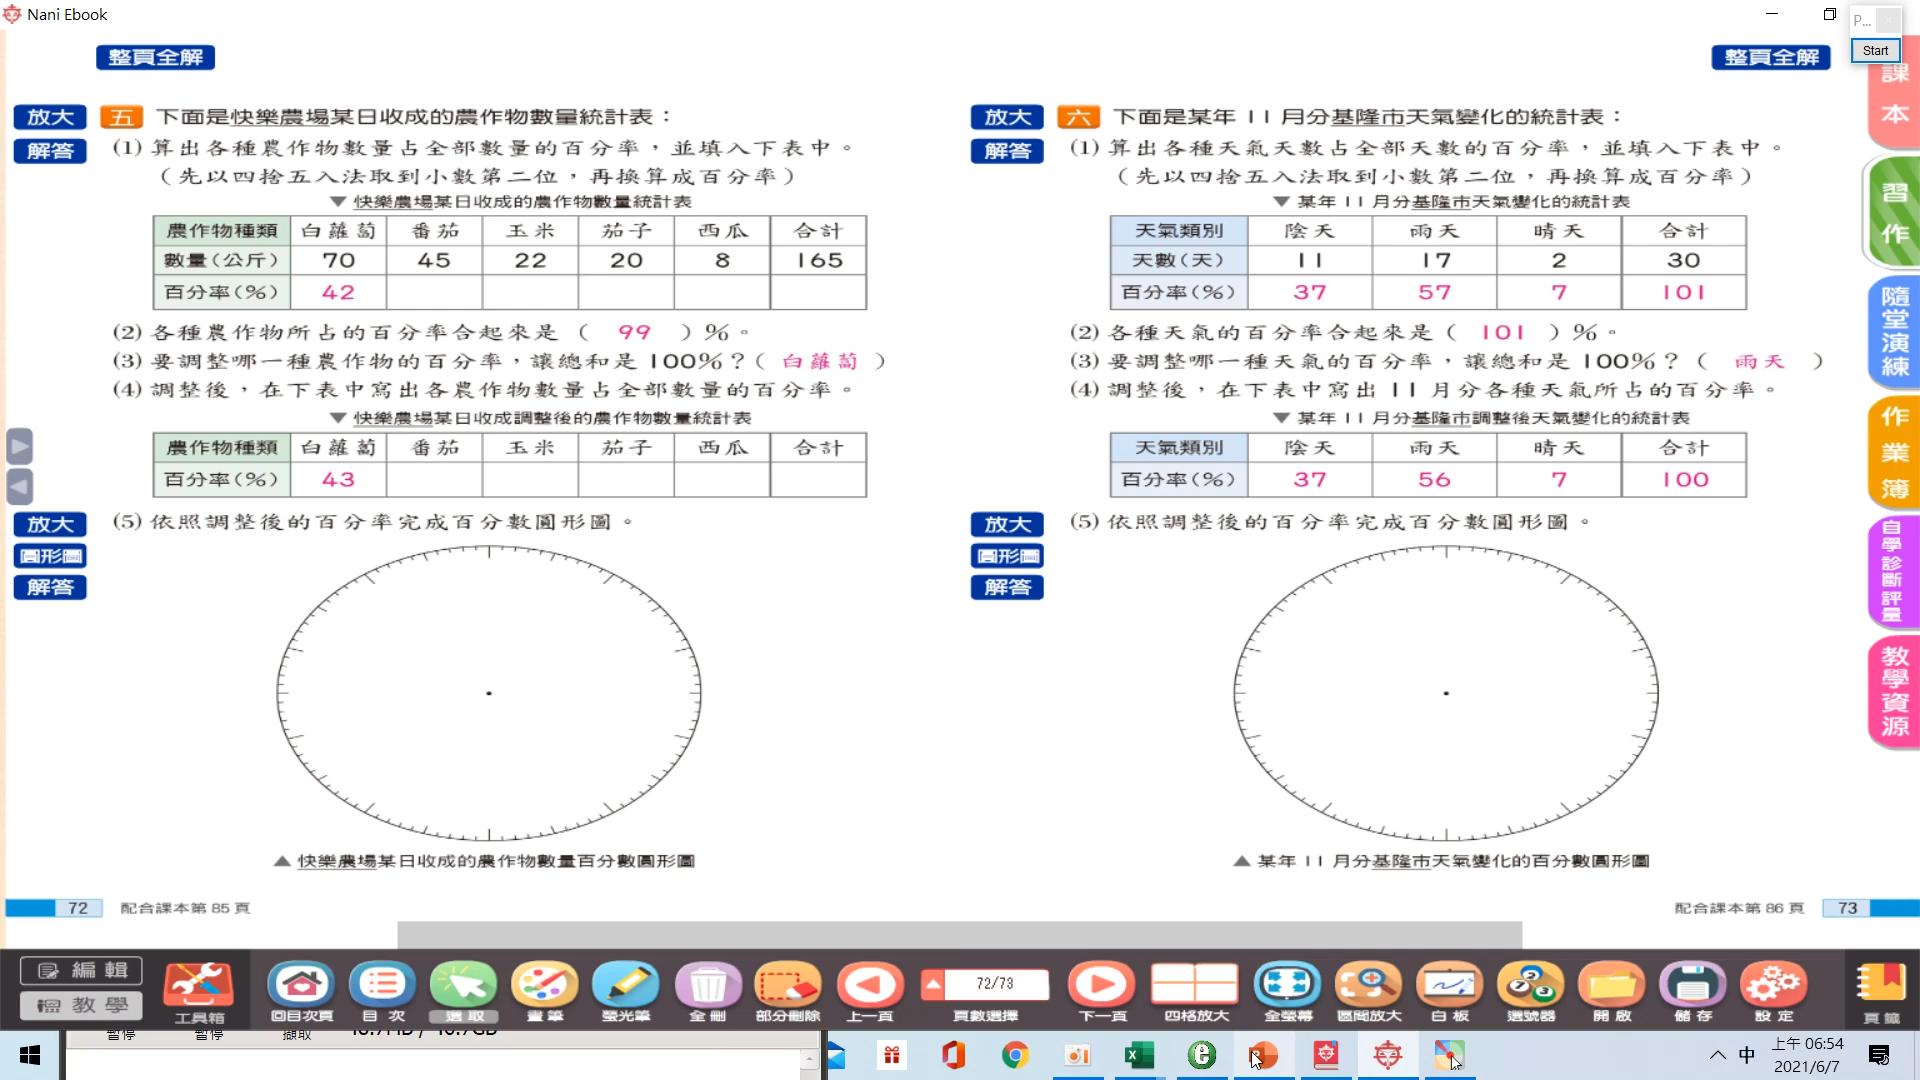 Nani Ebook
P...
Start
整頁全解
整頁全解
放大
解答
五 下面是快樂農場某日收成的農作物數量統計表：
(1) 算出各種農作物數量占全部數量的百分率，並填入下表中。
（先以四捨五入法取到小數第二位，再換算成百分率）
▼ 快樂農場某日收成的農作物數量統計表
農作物種類 白蘿蔔 番茄 玉米 茄子 西瓜 合計
數量(公斤) 70 45 22 20 8 165
百分率(%) 42
(2) 各種農作物所占的百分率合起來是（ 99 ）%。
(3) 要調整哪一種農作物的百分率，讓總和是100%？（ 白蘿蔔 ）
(4) 調整後，在下表中寫出各農作物數量占全部數量的百分率。
▼ 快樂農場某日收成調整後的農作物數量統計表
農作物種類 白蘿蔔 番茄 玉米 茄子 西瓜 合計
百分率(%) 43
放大
圓形圖
解答
(5) 依照調整後的百分率完成百分數圓形圖。
▲ 快樂農場某日收成的農作物數量百分數圓形圖
72 配合課本第 85 頁
放大
解答
六 下面是某年 11 月分基隆市天氣變化的統計表：
(1) 算出各種天氣天數占全部天數的百分率，並填入下表中。
（先以四捨五入法取到小數第二位，再換算成百分率）
▼ 某年 11 月分基隆市天氣變化的統計表
天氣類別 陰天 雨天 晴天 合計
天數(天) 11 17 2 30
百分率(%) 37 57 7 101
(2) 各種天氣的百分率合起來是（ 101 ）%。
(3) 要調整哪一種天氣的百分率，讓總和是 100%？（ 雨天 ）
(4) 調整後，在下表中寫出 11 月分各種天氣所占的百分率。
▼ 某年 11 月分基隆市調整後天氣變化的統計表
天氣類別 陰天 雨天 晴天 合計
百分率(%) 37 56 7 100
放大
圓形圖
解答
(5) 依照調整後的百分率完成百分數圓形圖。
▲ 某年 11 月分基隆市天氣變化的百分數圓形圖
配合課本第 86 頁 73
課本
習作
隨堂演練
作業簿
自學診斷評量
教學資源
編輯
教學
工具箱
回目次頁
目次
選取
畫筆
螢光筆
全刪
部分刪除
上一頁
72/73
頁數選擇
下一頁
四格放大
全螢幕
區間放大
白板
選號器
開啟
儲存
設定
頁籤
暫停 暫停 擷取
中
上午 06:54
2021/6/7